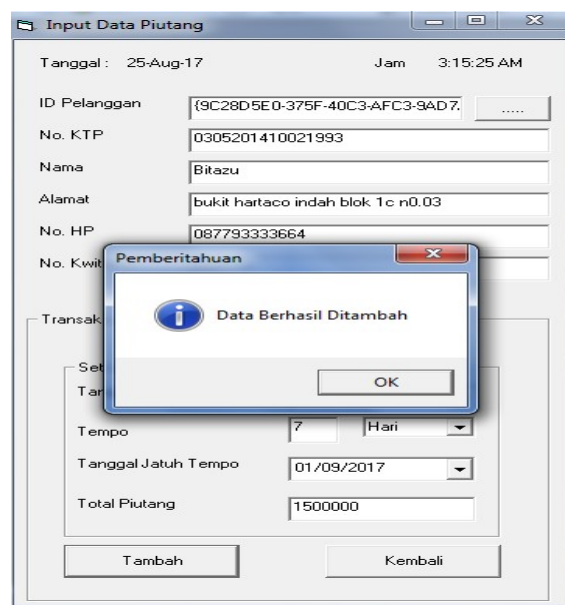 Input Data Piutang
Tanggal : 25-Aug-17 Jam 3:15:25 AM
ID Pelanggan {9C28D5E0-375F-40C3-AFC3-9AD7. .....
No. KTP 0305201410021993
Nama Bitazu
Alamat bukit hartaco indah blok 1c n0.03
No. HP 087793333664
No. Kwit
Pemberitahuan
Data Berhasil Ditambah
OK
Transak
Set
Tan
Tempo 7 Hari
Tanggal Jatuh Tempo 01/09/2017
Total Piutang 1500000
Tambah Kembali